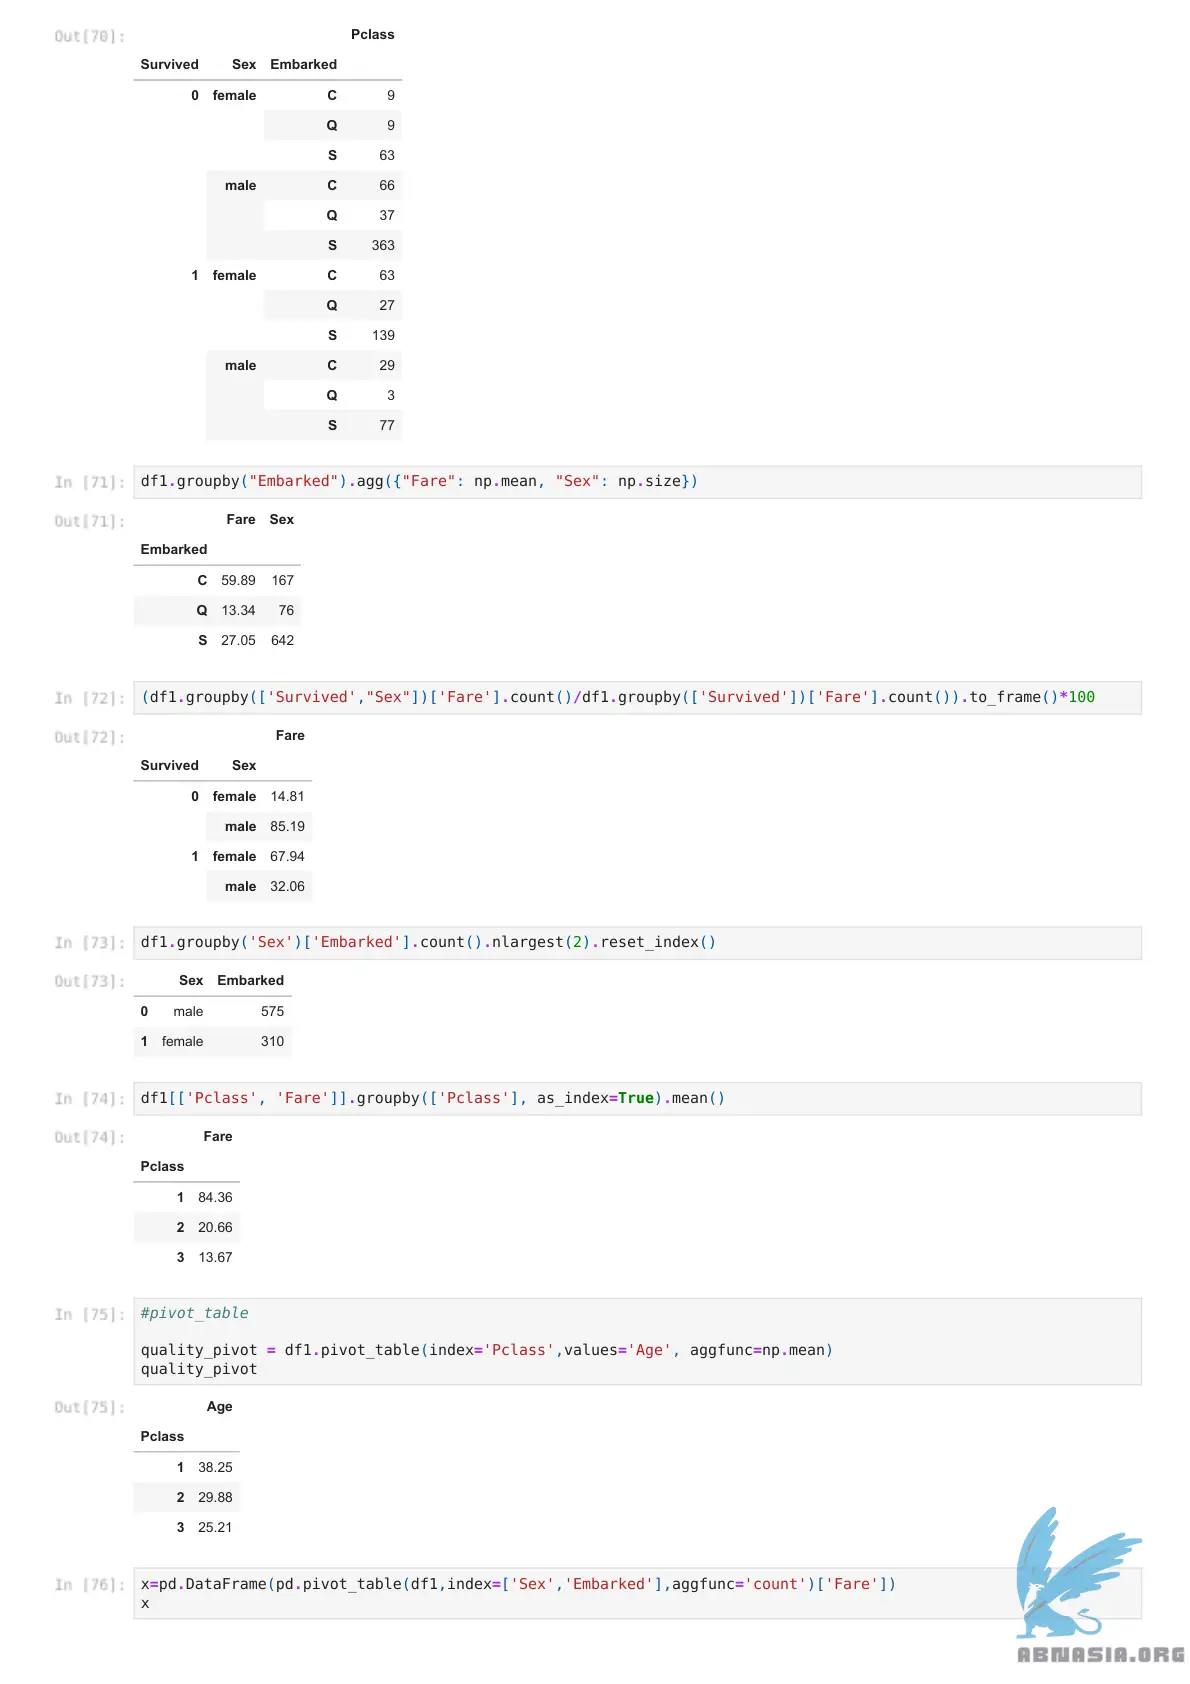 Out[70]:
Pclass
Survived Sex Embarked
0 female C 9
Q 9
S 63
male C 66
Q 37
S 363
1 female C 63
Q 27
S 139
male C 29
Q 3
S 77
In [71]: df1.groupby("Embarked").agg({"Fare": np.mean, "Sex": np.size})
Out[71]:
Fare Sex
Embarked
C 59.89 167
Q 13.34 76
S 27.05 642
In [72]: (df1.groupby(['Survived',"Sex"])['Fare'].count()/df1.groupby(['Survived'])['Fare'].count()).to_frame()*100
Out[72]:
Fare
Survived Sex
0 female 14.81
male 85.19
1 female 67.94
male 32.06
In [73]: df1.groupby('Sex')['Embarked'].count().nlargest(2).reset_index()
Out[73]:
Sex Embarked
0 male 575
1 female 310
In [74]: df1[['Pclass', 'Fare']].groupby(['Pclass'], as_index=True).mean()
Out[74]:
Fare
Pclass
1 84.36
2 20.66
3 13.67
In [75]: #pivot_table
quality_pivot = df1.pivot_table(index='Pclass',values='Age', aggfunc=np.mean)
quality_pivot
Out[75]:
Age
Pclass
1 38.25
2 29.88
3 25.21
In [76]: x=pd.DataFrame(pd.pivot_table(df1,index=['Sex','Embarked'],aggfunc='count')['Fare'])
x
ABNASIA.ORG